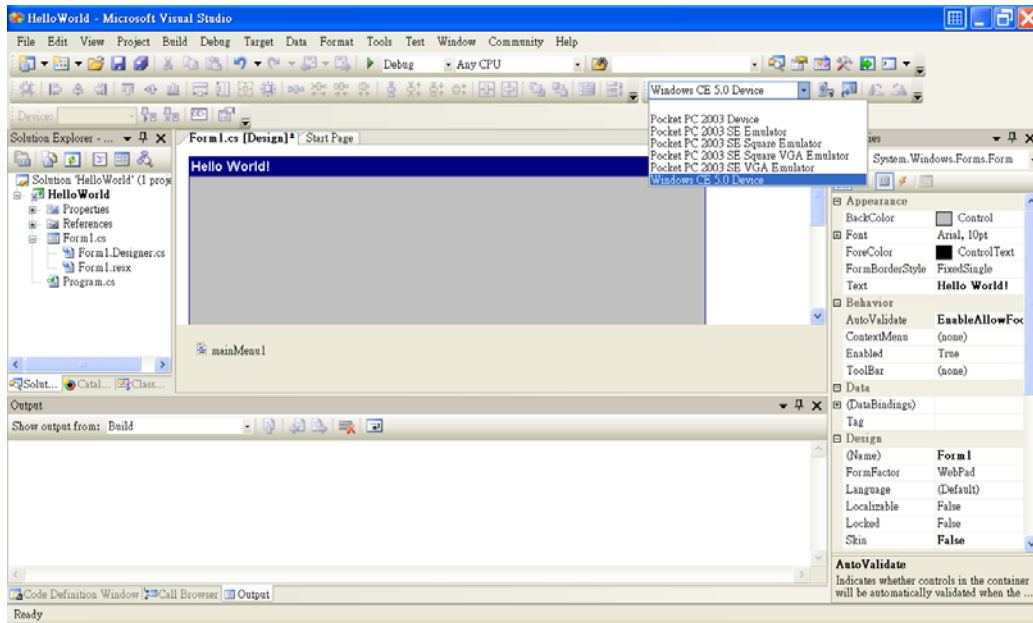 HelloWorld - Microsoft Visual Studio
File Edit View Project Build Debug Target Data Format Tools Test Window Community Help
Debug Any CPU
Windows CE 5.0 Device
Device:
Pocket PC 2003 Device
Pocket PC 2003 SE Emulator
Pocket PC 2003 SE Square Emulator
Pocket PC 2003 SE Square VGA Emulator
Pocket PC 2003 SE VGA Emulator
Windows CE 5.0 Device
Solution Explorer - ...
Solution 'HelloWorld' (1 proje
HelloWorld
Properties
References
Form1.cs
Form1.Designer.cs
Form1.resx
Program.cs
Solut... Catal... Class...
Form1.cs [Design]* Start Page
Hello World!
mainMenu1
Output
Show output from: Build
Code Definition Window Call Browser Output
Ready
System.Windows.Forms.Form
Appearance
BackColor Control
Font Arial, 10pt
ForeColor ControlText
FormBorderStyle FixedSingle
Text Hello World!
Behavior
AutoValidate EnableAllowFoc
ContextMenu (none)
Enabled True
ToolBar (none)
Data
(DataBindings)
Tag
Design
(Name) Form1
FormFactor WebPad
Language (Default)
Localizable False
Locked False
Skin False
AutoValidate
Indicates whether controls in the container
will be automatically validated when the ...